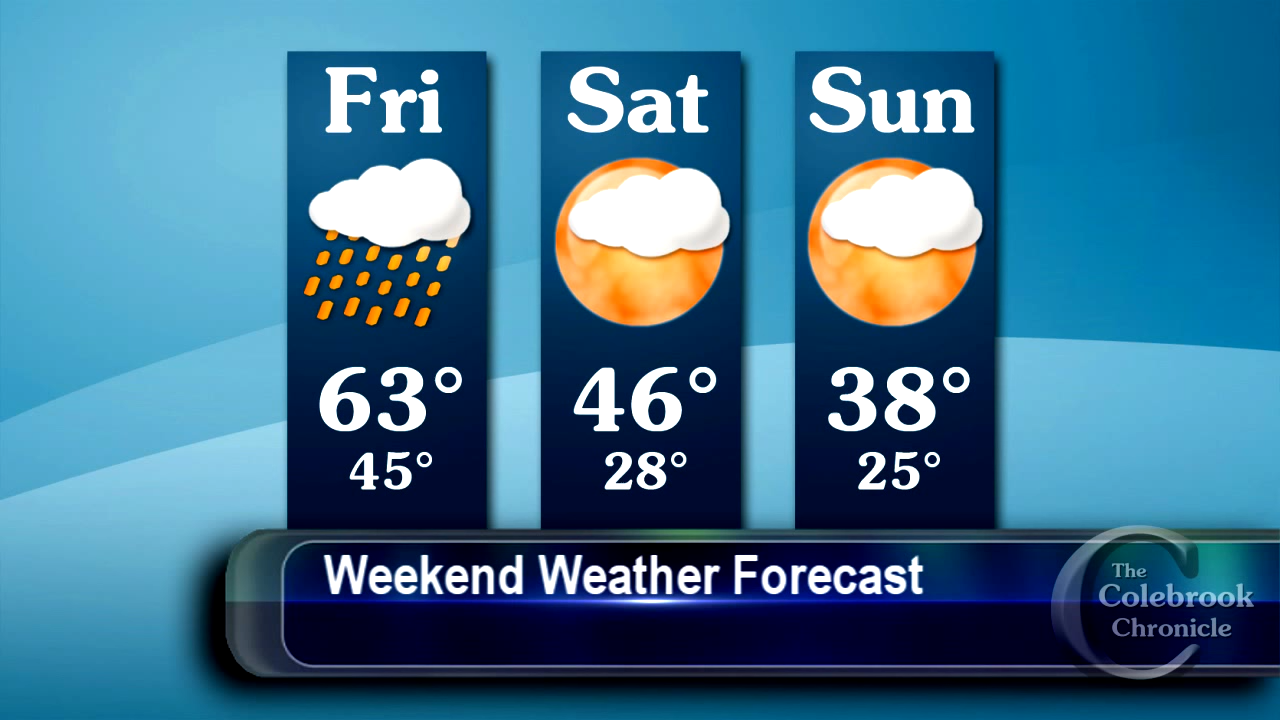 Fri
Sat
Sun
63°
46°
38°
45°
28°
25°
Weekend Weather Forecast
The
Colebrook
Chronicle